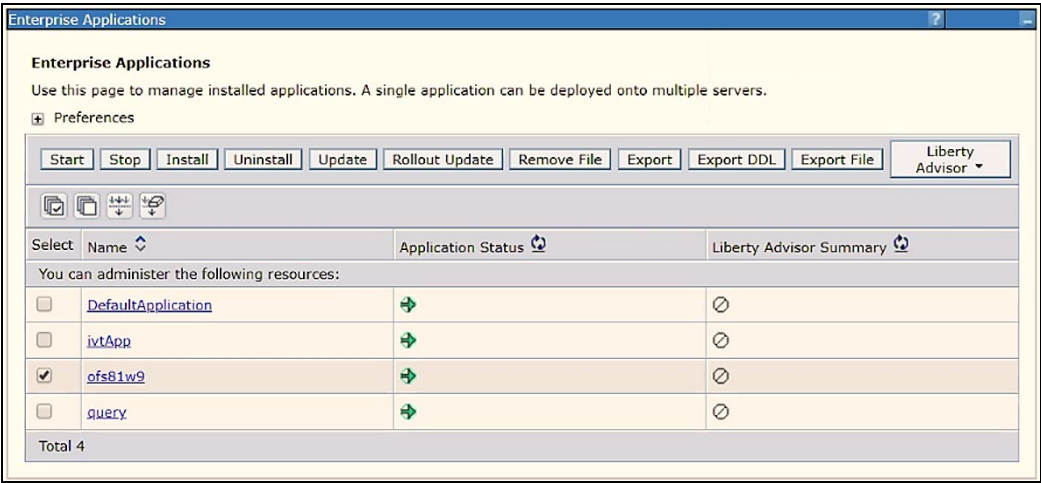 Enterprise Applications
?
Enterprise Applications
Use this page to manage installed applications. A single application can be deployed onto multiple servers.
Preferences
Start Stop Install Uninstall Update Rollout Update Remove File Export Export DDL Export File Liberty Advisor
Select Name Application Status Liberty Advisor Summary
You can administer the following resources:
DefaultApplication
ivtApp
ofs81w9
query
Total 4